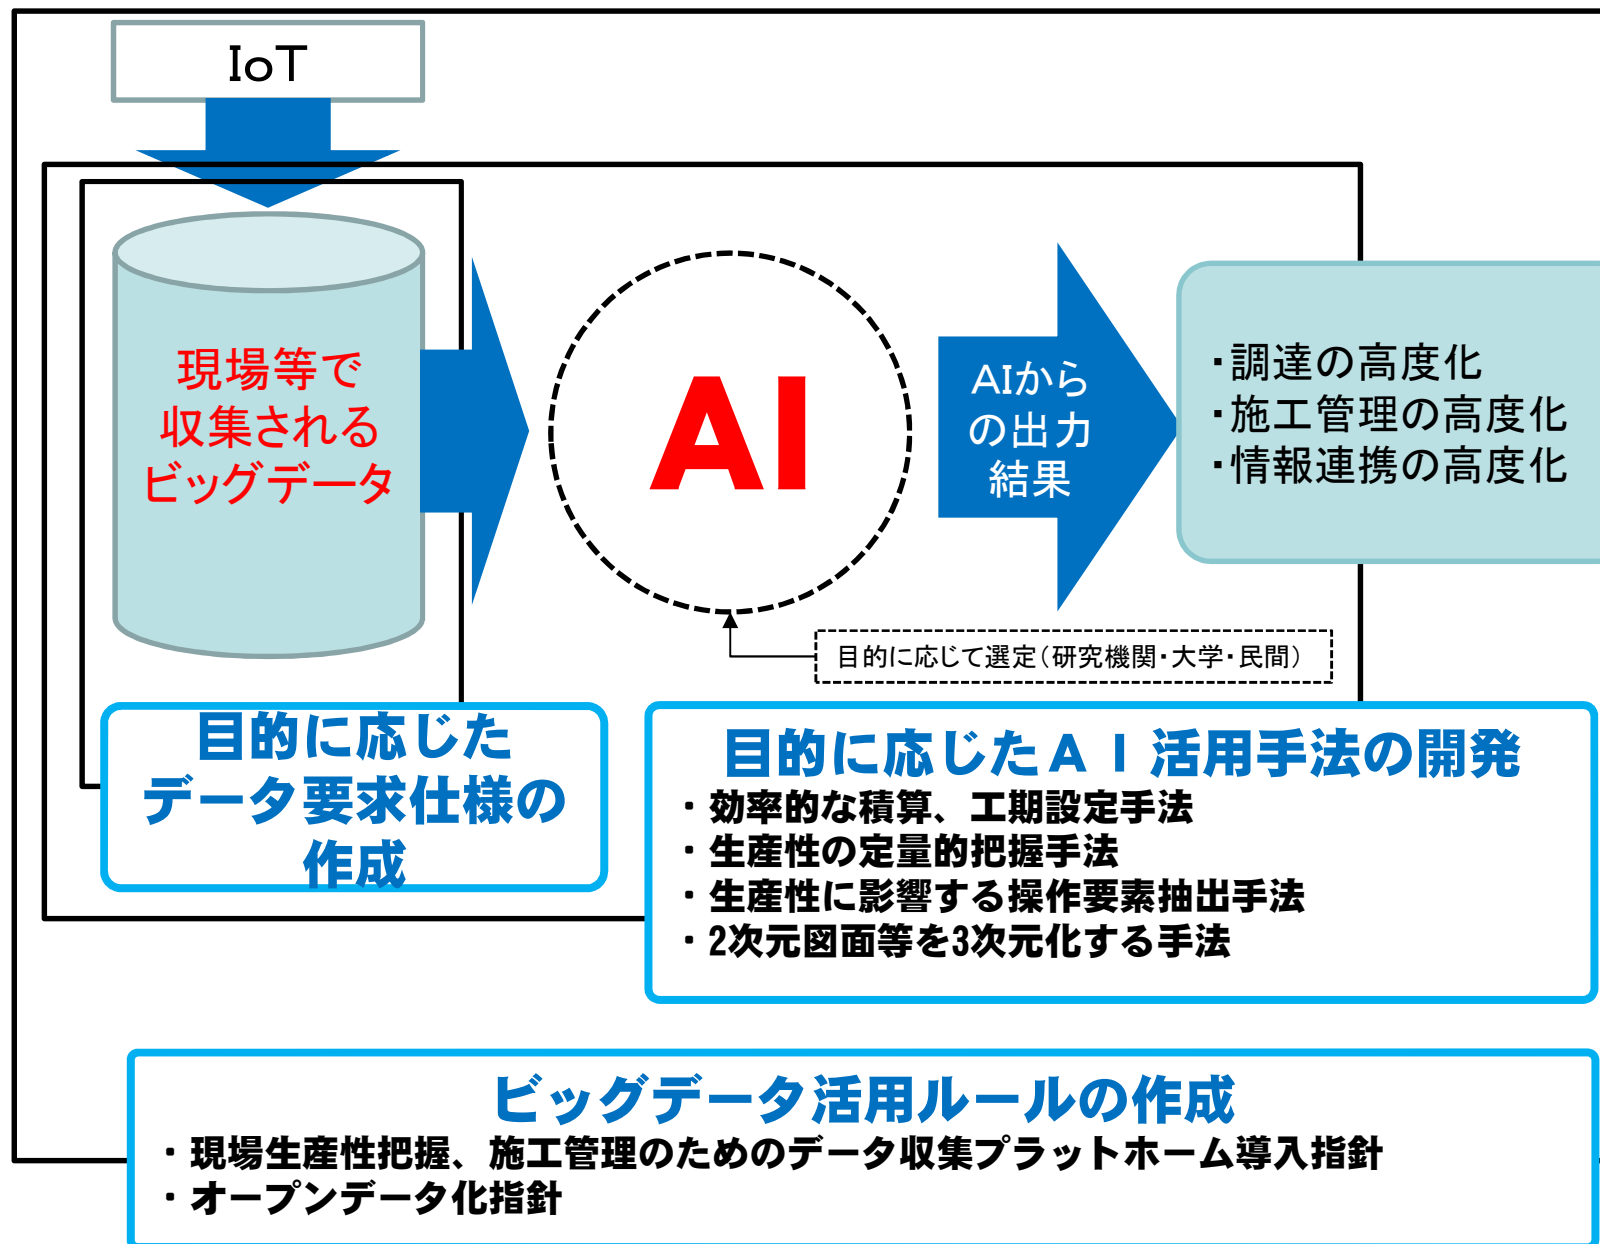 IoT
現場等で
収集される
ビッグデータ
AI
AIから
の出力
結果
・調達の高度化
・施工管理の高度化
・情報連携の高度化
目的に応じて選定（研究機関・大学・民間）
目的に応じた
データ要求仕様の
作成
目的に応じたＡＩ活用手法の開発
・効率的な積算、工期設定手法
・生産性の定量的把握手法
・生産性に影響する操作要素抽出手法
・2次元図面等を3次元化する手法
ビッグデータ活用ルールの作成
・現場生産性把握、施工管理のためのデータ収集プラットホーム導入指針
・オープンデータ化指針